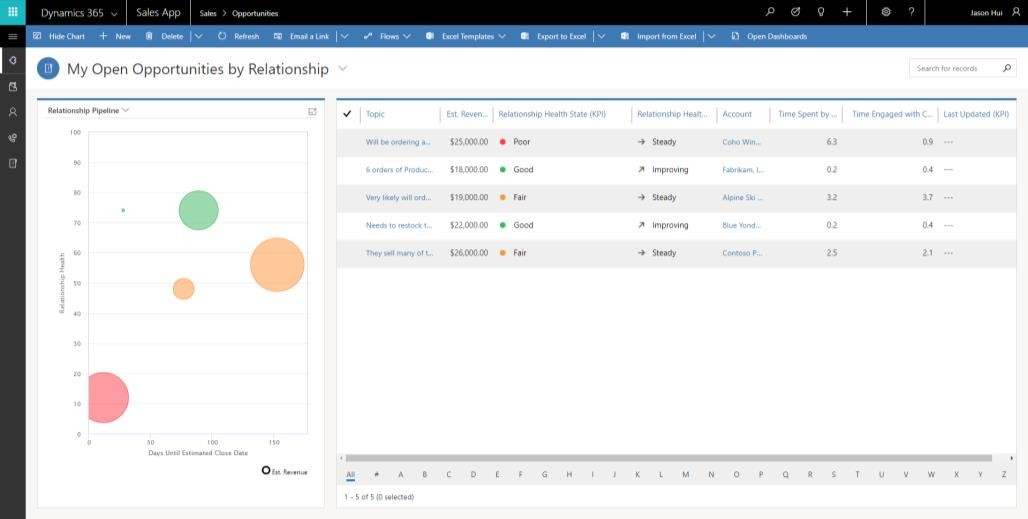 Dynamics 365 Sales App Sales > Opportunities Jason Hui
Hide Chart New Delete Refresh Email a Link Flows Excel Templates Export to Excel Import from Excel Open Dashboards
My Open Opportunities by Relationship
Search for records
Relationship Pipeline
100
90
80
70
60
50
40
30
20
10
0
Relationship Health
0 50 100 150
Days Until Estimated Close Date
Est. Revenue
Topic Est. Reven... Relationship Health State (KPI) Relationship Healt... Account Time Spent by ... Time Engaged with C... Last Updated (KPI)
Will be ordering a... $25,000.00 Poor Steady Coho Win... 6.3 0.9 ---
6 orders of Produc... $18,000.00 Good Improving Fabrikam, I... 0.2 0.4 ---
Very likely will ord... $19,000.00 Fair Steady Alpine Ski ... 3.2 3.7 ---
Needs to restock t... $22,000.00 Good Improving Blue Yond... 0.2 0.4 ---
They sell many of t... $26,000.00 Fair Steady Contoso P... 2.5 2.1 ---
All # A B C D E F G H I J K L M N O P Q R S T U V W X Y Z
1 - 5 of 5 (0 selected)